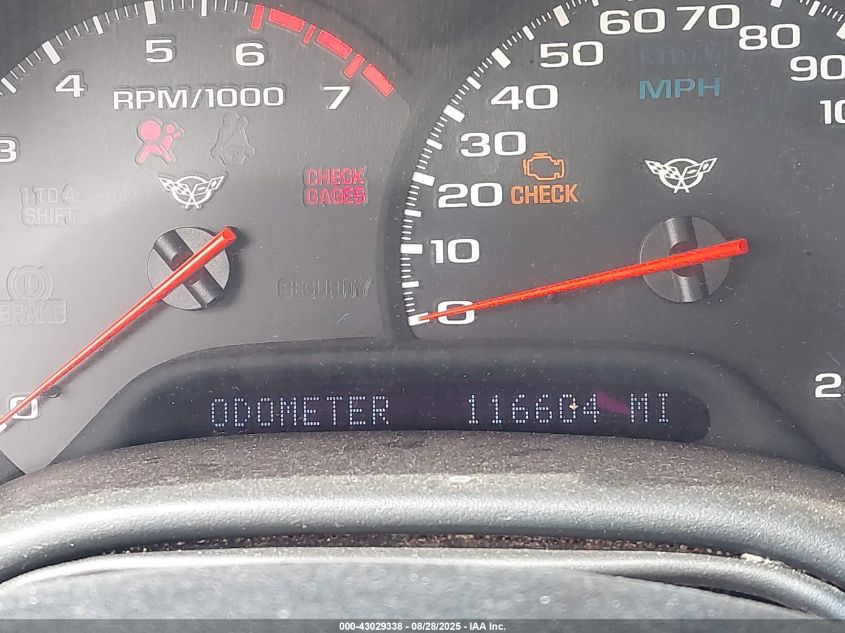 3 4 5 6 7
RPM/1000
1 TO 4
SHIFT
CHECK
GAGES
BRAKE
SECURITY
0
0 10 20 30 40 50 60 70 80 90
km/h
MPH
CHECK
ODOMETER 116604 MI
000-43029338 - 08/28/2025 - IAA Inc.